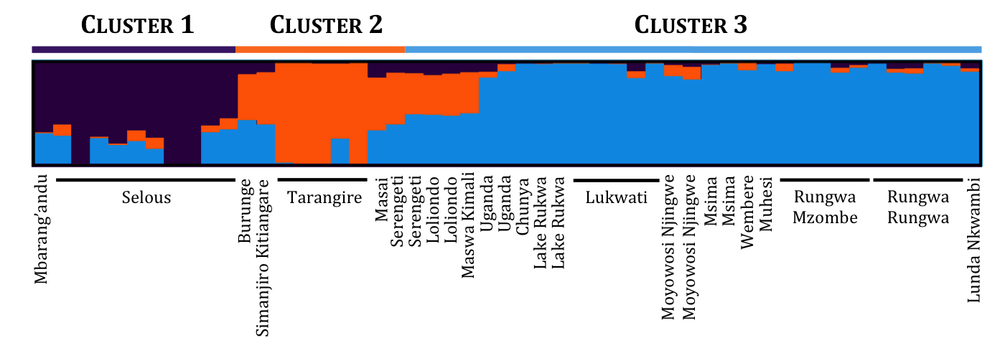 CLUSTER 1
CLUSTER 2
CLUSTER 3
Mbarang’andu
Selous
Burunge
Simanjiro Kitiangare
Tarangire
Masai
Serengeti
Serengeti
Loliondo
Loliondo
Maswa Kimali
Uganda
Uganda
Chunya
Lake Rukwa
Lake Rukwa
Lukwati
Moyowosi Njingwe
Moyowosi Njingwe
Msima
Msima
Wembere
Muhesi
Rungwa
Mzombe
Rungwa
Rungwa
Lunda Nkwambi